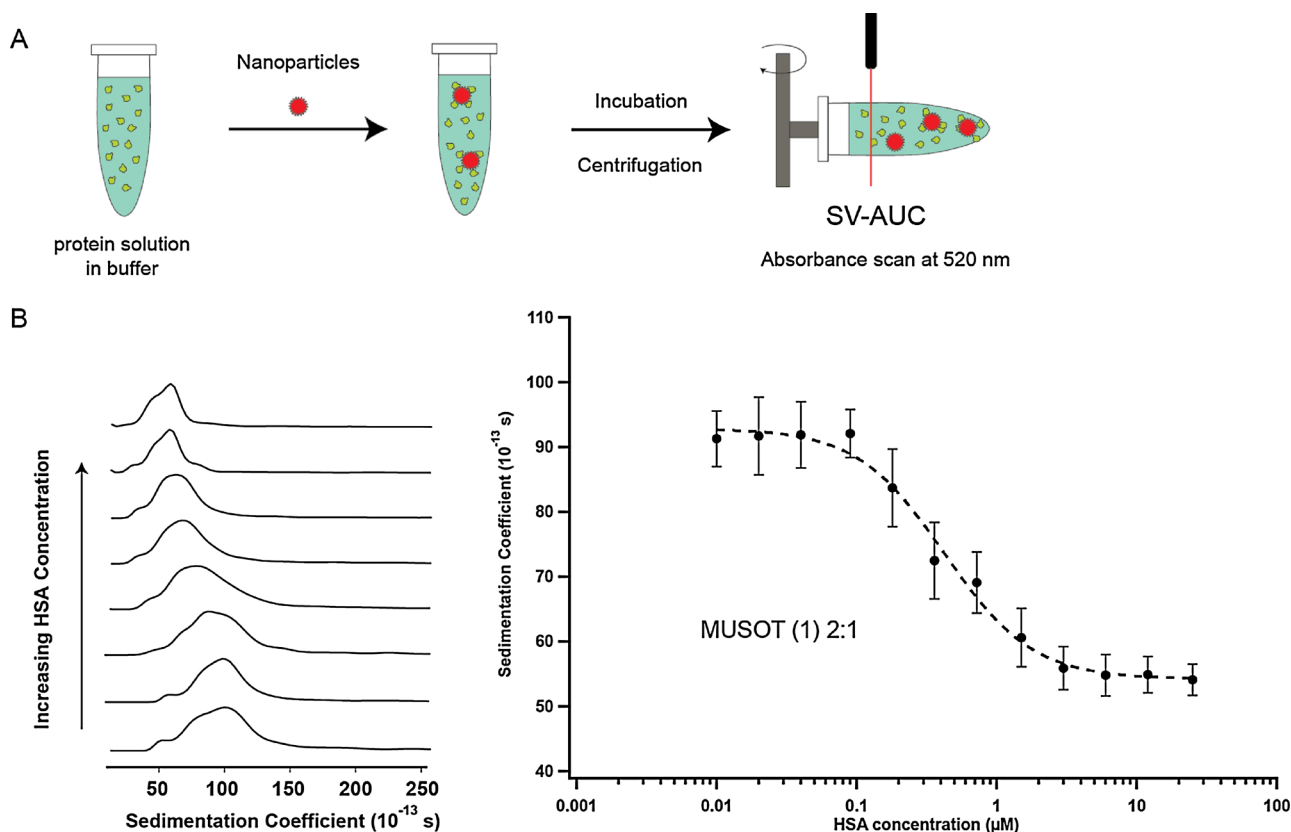 A
Nanoparticles
protein solution
in buffer
Incubation
Centrifugation
SV-AUC
Absorbance scan at 520 nm
B
Increasing HSA Concentration
50
100
150
200
250
Sedimentation Coefficient (10⁻¹³ s)
Sedimentation Coefficient (10⁻¹³ s)
110
100
90
80
70
60
50
40
MUSOT (1) 2:1
0.001
0.01
0.1
1
10
100
HSA concentration (µM)